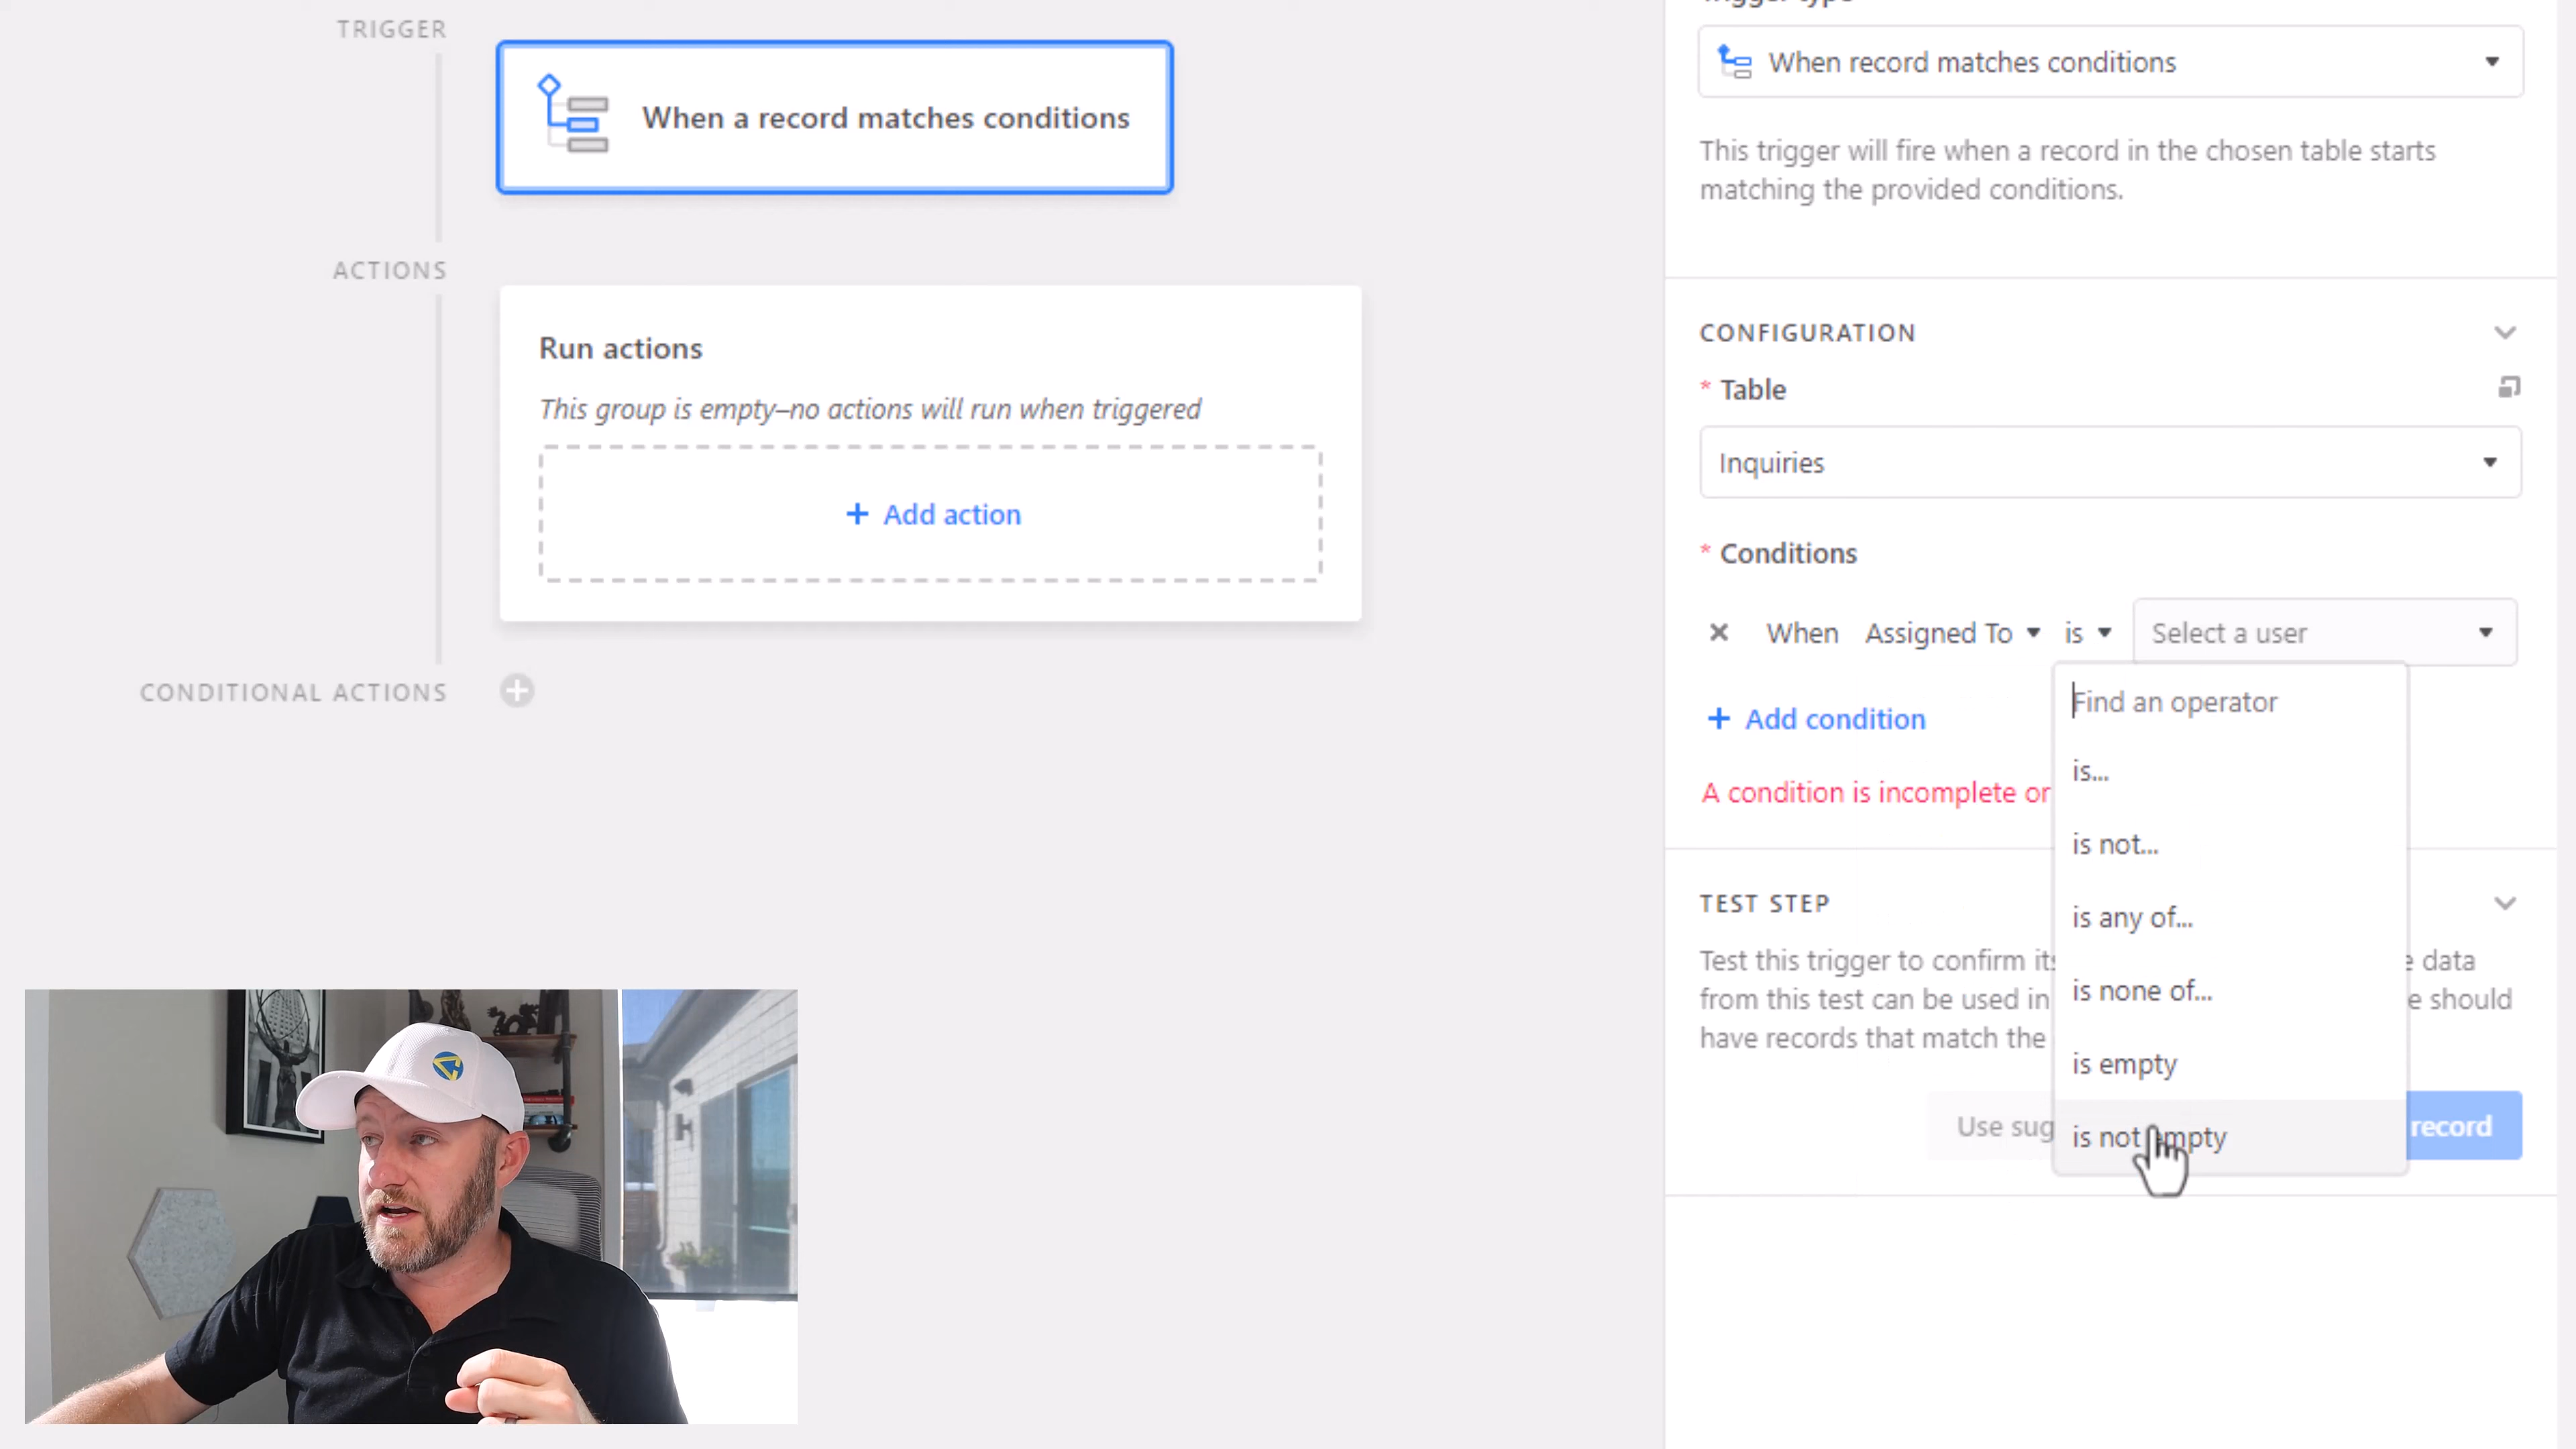 TRIGGER
When a record matches conditions
ACTIONS
Run actions
This group is empty–no actions will run when triggered
+ Add action
CONDITIONAL ACTIONS
When record matches conditions
This trigger will fire when a record in the chosen table starts
matching the provided conditions.
CONFIGURATION
* Table
Inquiries
* Conditions
When Assigned To is Select a user
+ Add condition
A condition is incomplete or
Find an operator
is...
is not...
is any of...
is none of...
is empty
is not empty
TEST STEP
Test this trigger to confirm its
data
from this test can be used in
should
have records that match the
Use
record